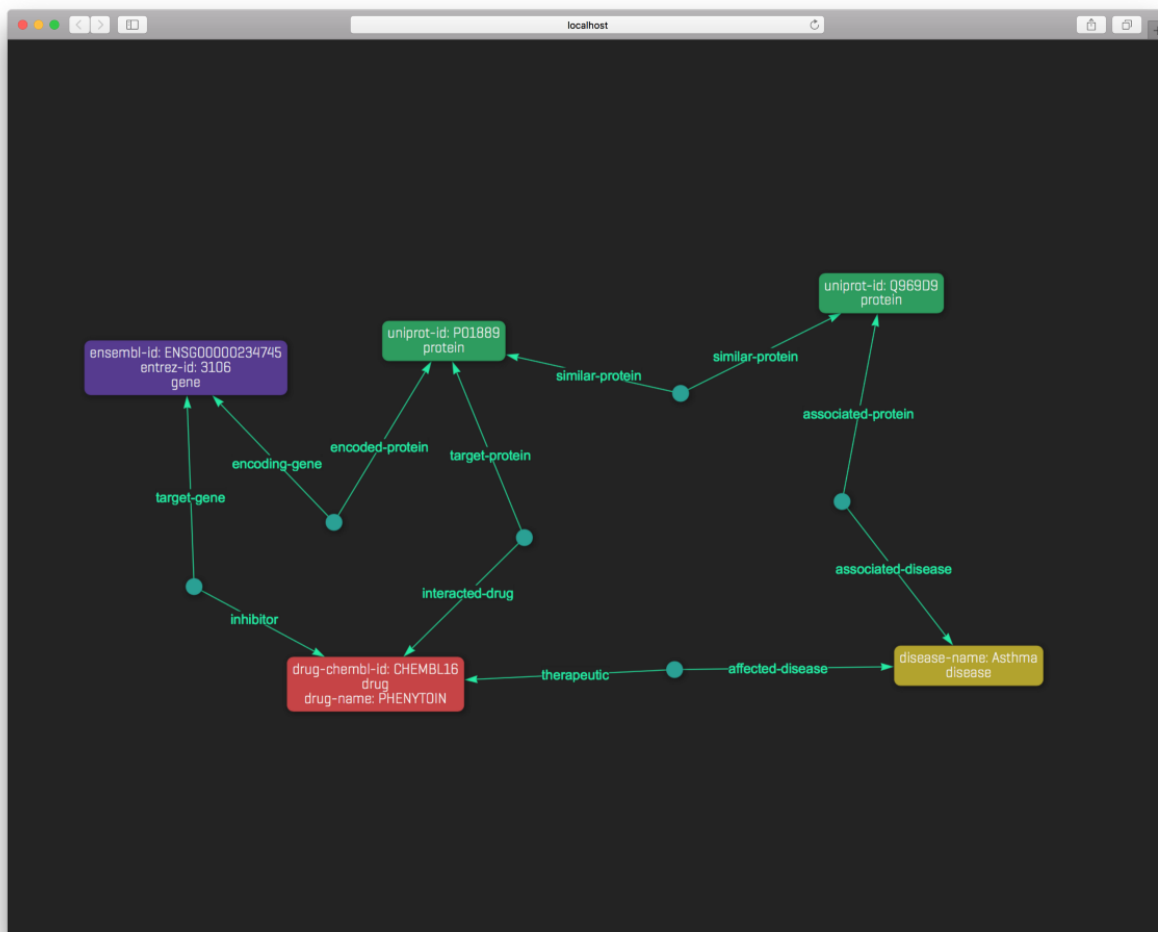 localhost
uniprot-id: Q969D9
protein
uniprot-id: P01889
protein
ensembl-id: ENSG00000234745
entrez-id: 3106
gene
similar-protein
similar-protein
associated-protein
encoded-protein
target-protein
encoding-gene
target-gene
associated-disease
interacted-drug
inhibitor
disease-name: Asthma
disease
drug-chembl-id: CHEMBL16
drug
drug-name: PHENYTOIN
therapeutic
affected-disease